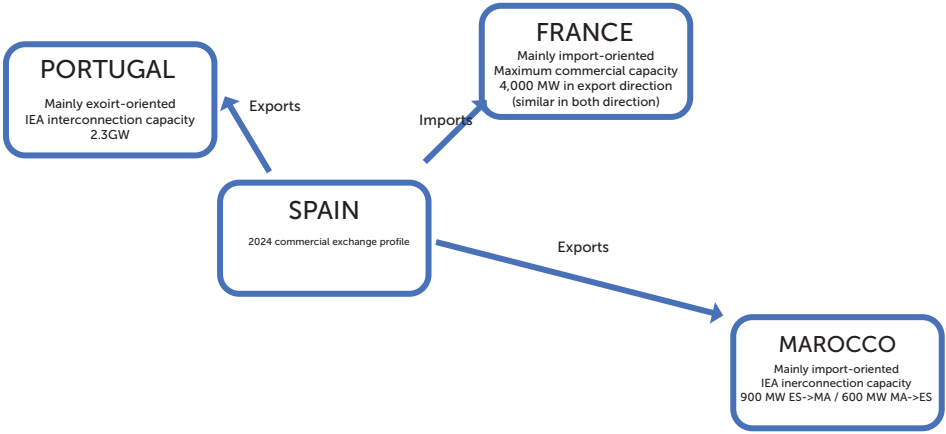 PORTUGAL
Mainly exoirt-oriented
IEA interconnection capacity
2.3GW
Exports
FRANCE
Mainly import-oriented
Maximum commercial capacity
4,000 MW in export direction
(similar in both direction)
Imports
SPAIN
2024 commercial exchange profile
Exports
MAROCCO
Mainly import-oriented
IEA inerconnection capacity
900 MW ES->MA / 600 MW MA->ES